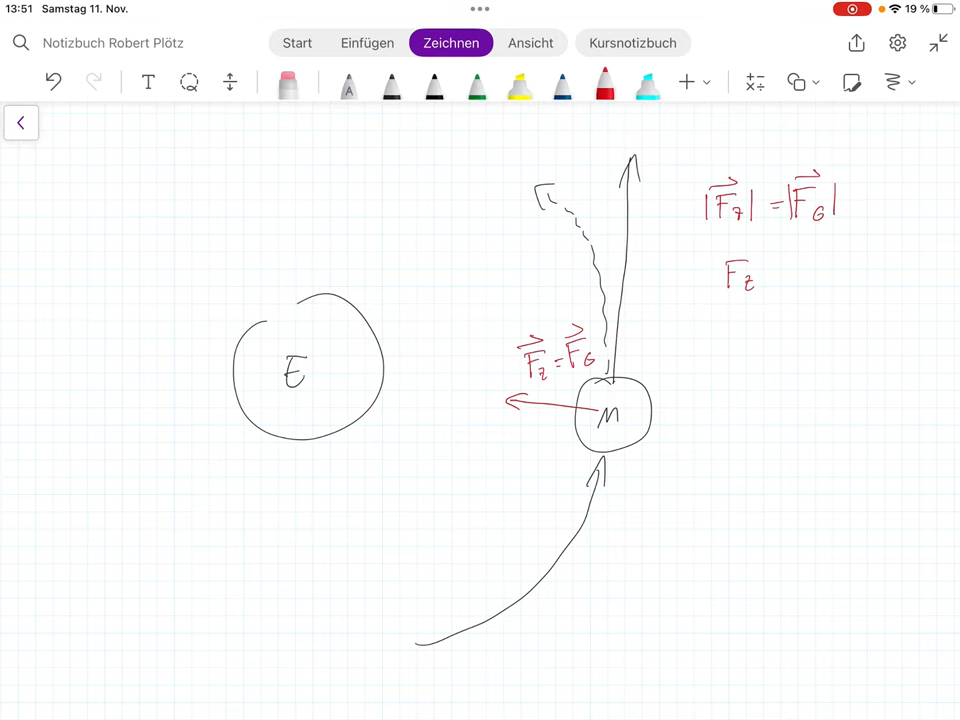 13:51 Samstag 11. Nov. 19 %
Notizbuch Robert Plötz Start Einfügen Zeichnen Ansicht Kursnotizbuch
T A
|F⃗z| = |F⃗G|
Fz
F⃗z = F⃗G
E
M